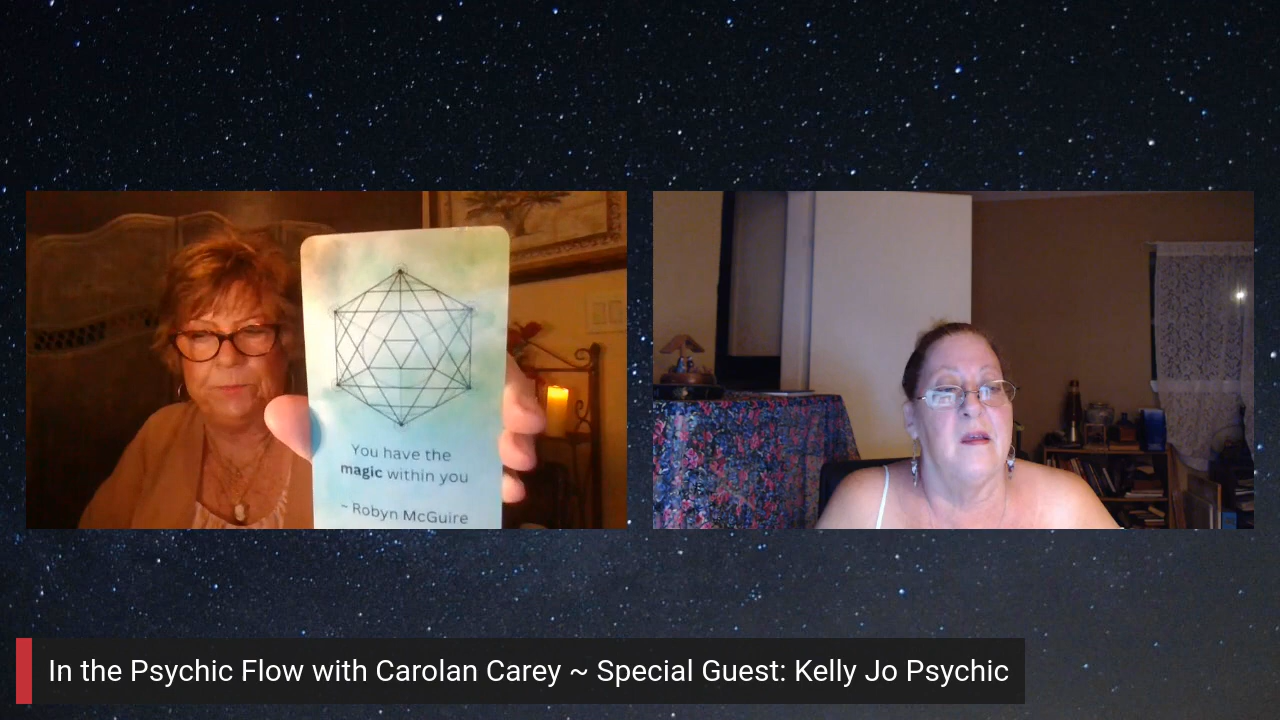 You have the
magic within you
~ Robyn McGuire
In the Psychic Flow with Carolan Carey ~ Special Guest: Kelly Jo Psychic